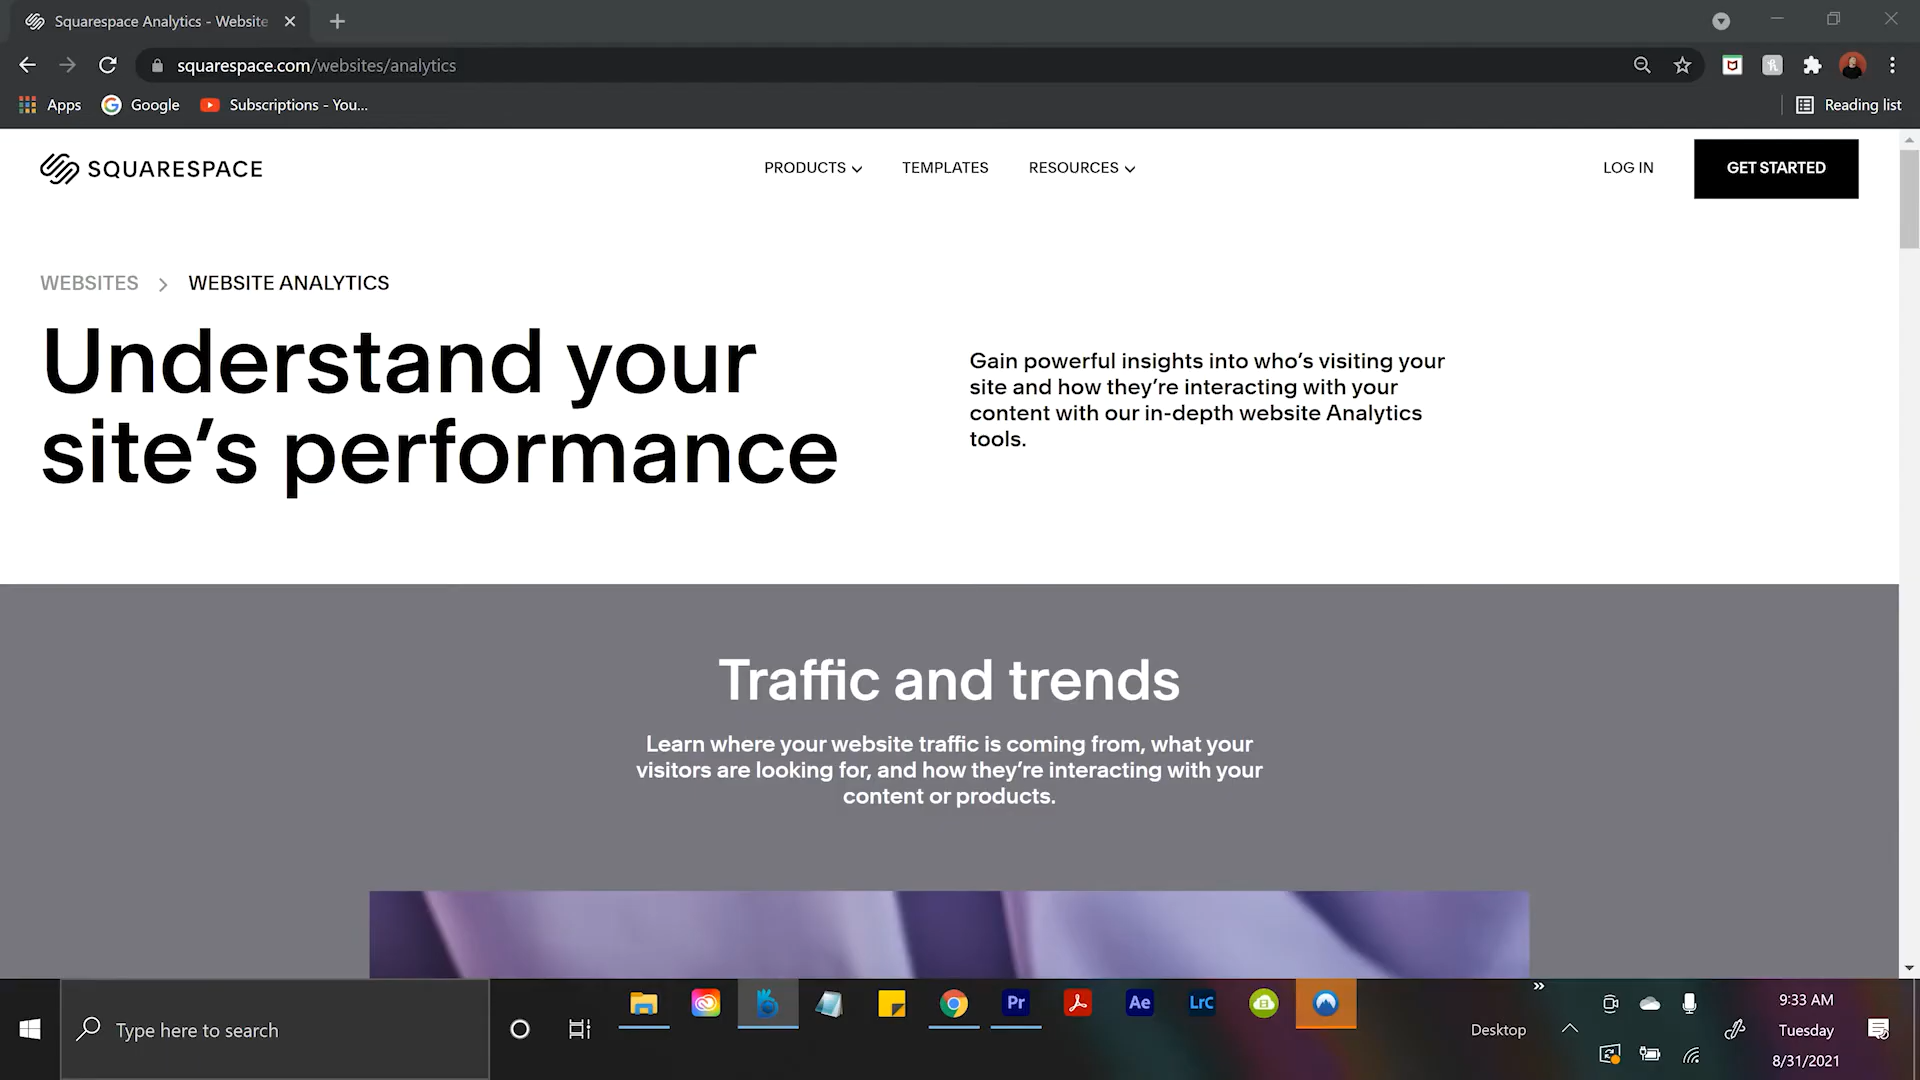 Squarespace Analytics - Website
squarespace.com/websites/analytics
Apps
Google
Subscriptions - You...
Reading list
SQUARESPACE
PRODUCTS
TEMPLATES
RESOURCES
LOG IN
GET STARTED
WEBSITES
WEBSITE ANALYTICS
Understand your
site’s performance
Gain powerful insights into who’s visiting your
site and how they’re interacting with your
content with our in-depth website Analytics
tools.
Traffic and trends
Learn where your website traffic is coming from, what your
visitors are looking for, and how they’re interacting with your
content or products.
Type here to search
Pr
Ae
LrC
Desktop
9:33 AM
Tuesday
8/31/2021